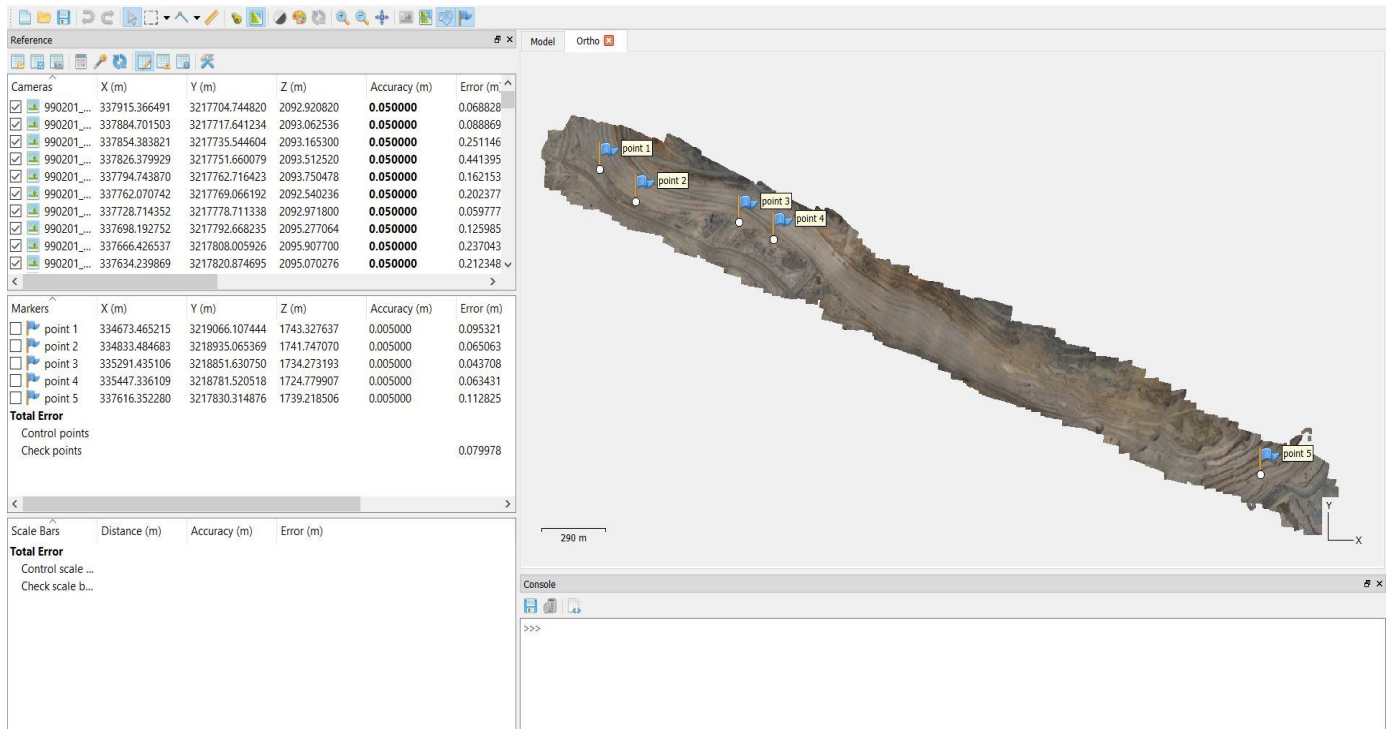 Reference
Cameras X (m) Y (m) Z (m) Accuracy (m) Error (m)
990201_... 337915.366491 3217704.744820 2092.920820 0.050000 0.068828
990201_... 337884.701503 3217717.641234 2093.062536 0.050000 0.088869
990201_... 337854.383821 3217735.544604 2093.165300 0.050000 0.251146
990201_... 337826.379929 3217751.660079 2093.512520 0.050000 0.441395
990201_... 337794.743870 3217762.716423 2093.750478 0.050000 0.162153
990201_... 337762.070742 3217769.066192 2092.540236 0.050000 0.202377
990201_... 337728.714352 3217778.711338 2092.971800 0.050000 0.059777
990201_... 337698.192752 3217792.668235 2095.277064 0.050000 0.125985
990201_... 337666.426537 3217808.005926 2095.907700 0.050000 0.237043
990201_... 337634.239869 3217820.874695 2095.070276 0.050000 0.212348
Markers X (m) Y (m) Z (m) Accuracy (m) Error (m)
point 1 334673.465215 3219066.107444 1743.327637 0.005000 0.095321
point 2 334833.484683 3218935.065369 1741.747070 0.005000 0.065063
point 3 335291.435106 3218851.630750 1734.273193 0.005000 0.043708
point 4 335447.336109 3218781.520518 1724.779907 0.005000 0.063431
point 5 337616.352280 3217830.314876 1739.218506 0.005000 0.112825
Total Error
Control points
Check points 0.079978
Scale Bars Distance (m) Accuracy (m) Error (m)
Total Error
Control scale ...
Check scale b...
Model Ortho
point 1
point 2
point 3
point 4
point 5
290 m
Y
X
Console
>>>